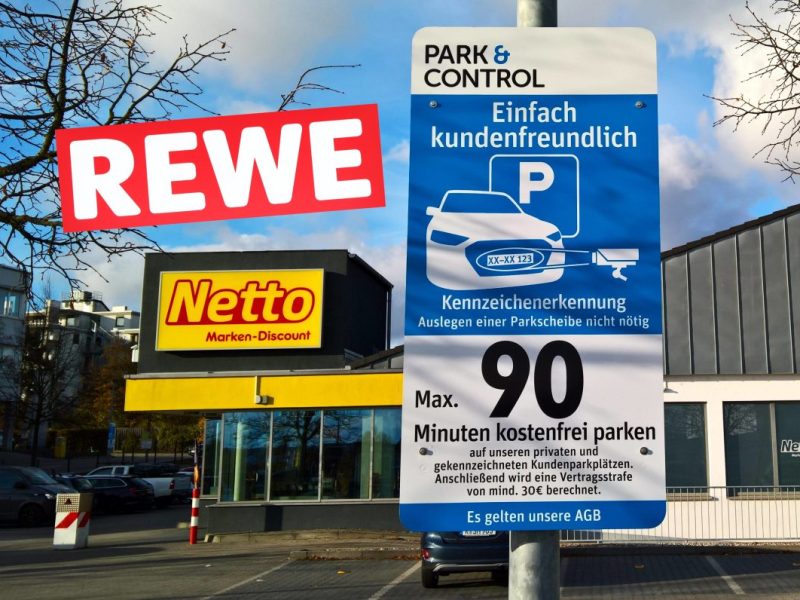 REWE
Netto
Marken-Discount
PARK &
CONTROL
Einfach
kundenfreundlich
P
XX–XX 123
Kennzeichenerkennung
Auslegen einer Parkscheibe nicht nötig
Max. 90
Minuten kostenfrei parken
auf unseren privaten und
gekennzeichneten Kundenparkplätzen.
Anschließend wird eine Vertragsstrafe
von mind. 30€ berechnet.
Es gelten unsere AGB